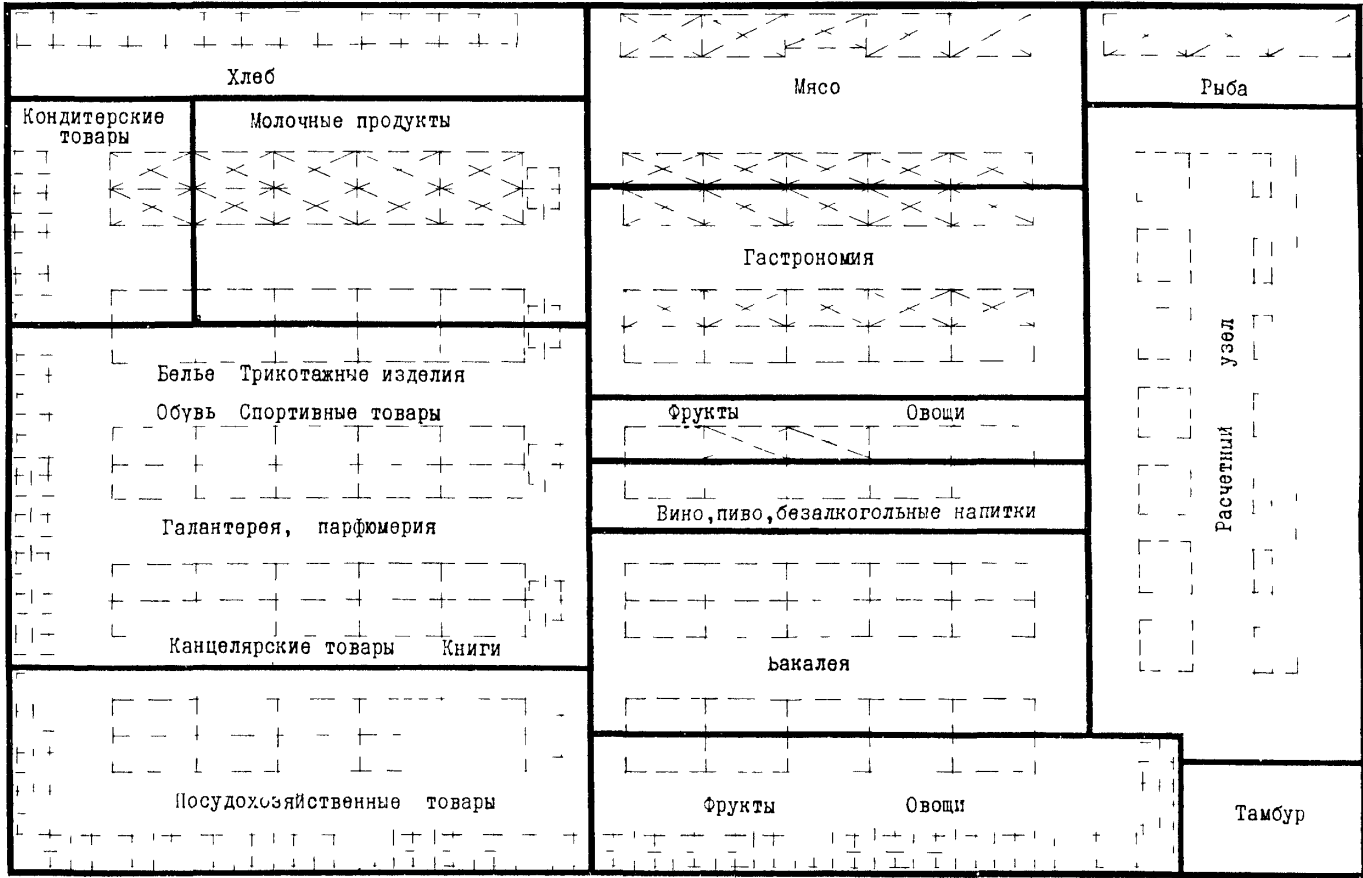 Хлеб
Мясо
Рыба
Кондитерские
товары
Молочные продукты
Гастрономия
Белье Трикотажные изделия
Обувь Спортивные товары
Фрукты Овощи
Расчетный узел
Вино, пиво, безалкогольные напитки
Галантерея, парфюмерия
Канцелярские товары Книги
Бакалея
Посудохозяйственные товары
Фрукты Овощи
Тамбур